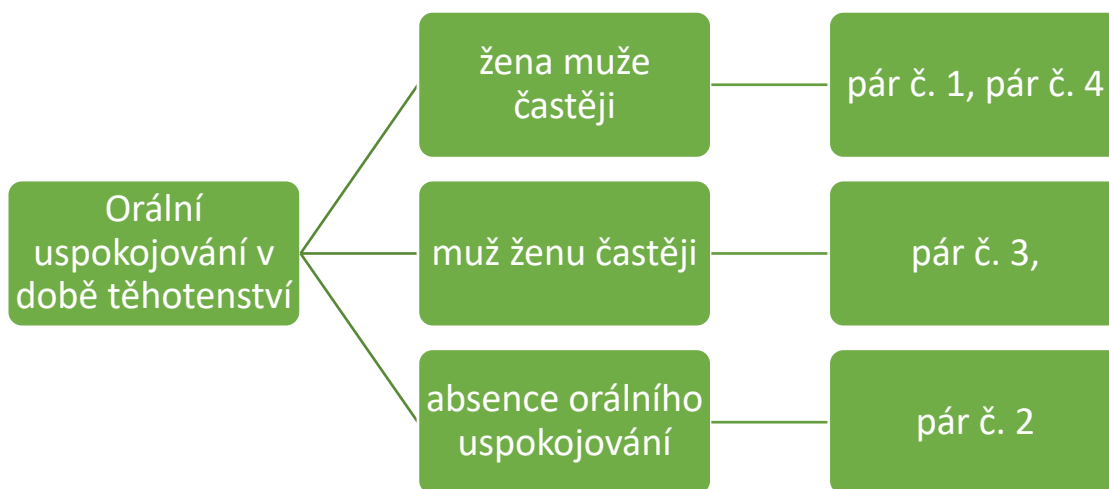 Orální
uspokojování v
době těhotenství
žena muže
častěji
pár č. 1, pár č. 4
muž ženu častěji
pár č. 3,
absence orálního
uspokojování
pár č. 2